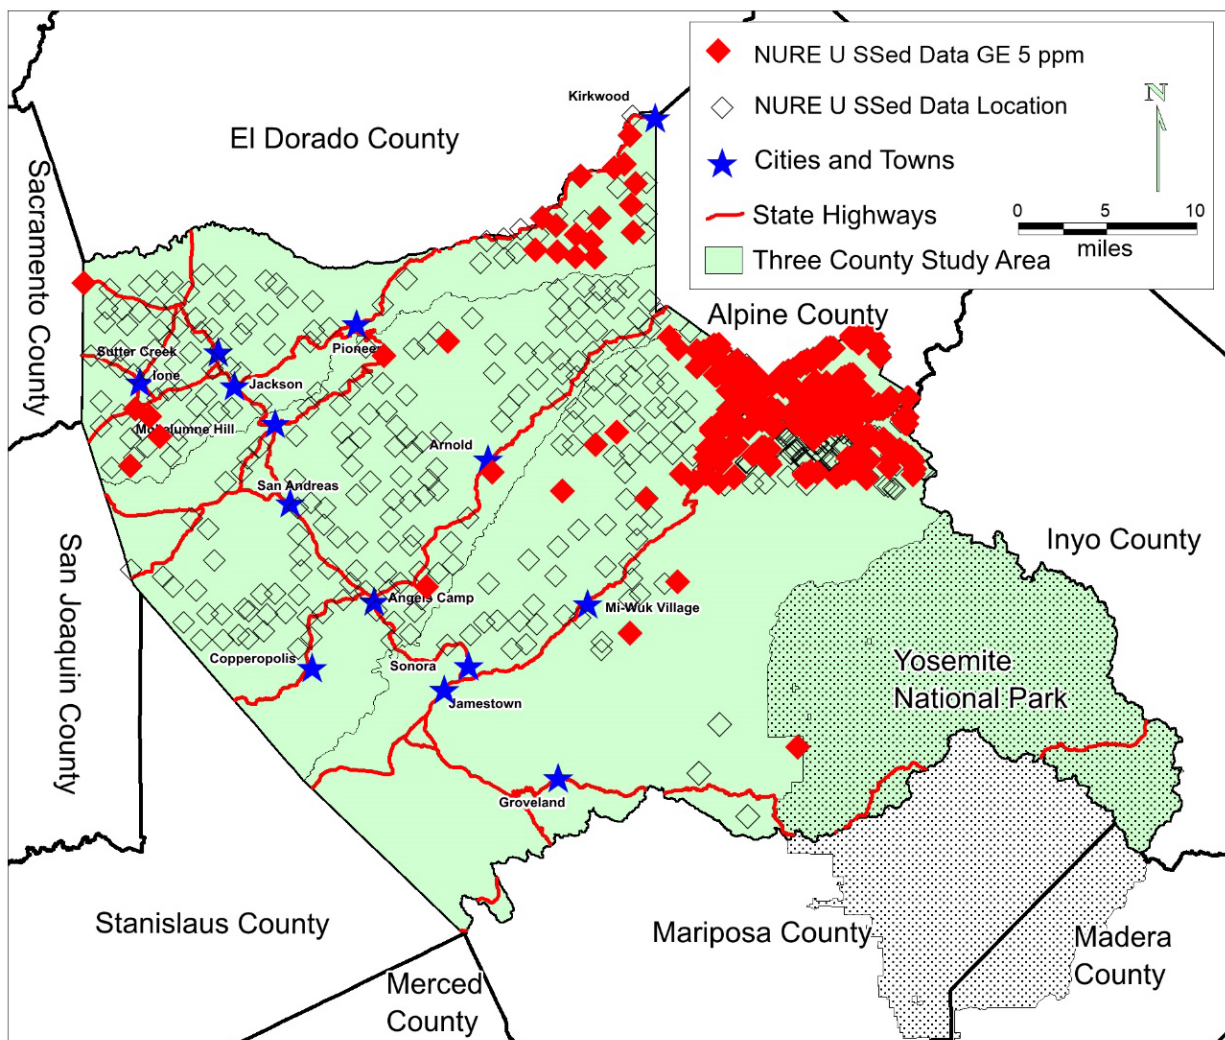 NURE U SSed Data GE 5 ppm
NURE U SSed Data Location
Cities and Towns
State Highways
Three County Study Area
N
0 5 10
miles
Kirkwood
El Dorado County
Sacramento County
Alpine County
Sutter Creek
Pioneer
Ione
Jackson
Mokelumne Hill
Arnold
San Andreas
Inyo County
San Joaquin County
Angels Camp
Mi-Wuk Village
Copperopolis
Sonora
Yosemite
National Park
Jamestown
Groveland
Stanislaus County
Mariposa County
Madera
County
Merced
County